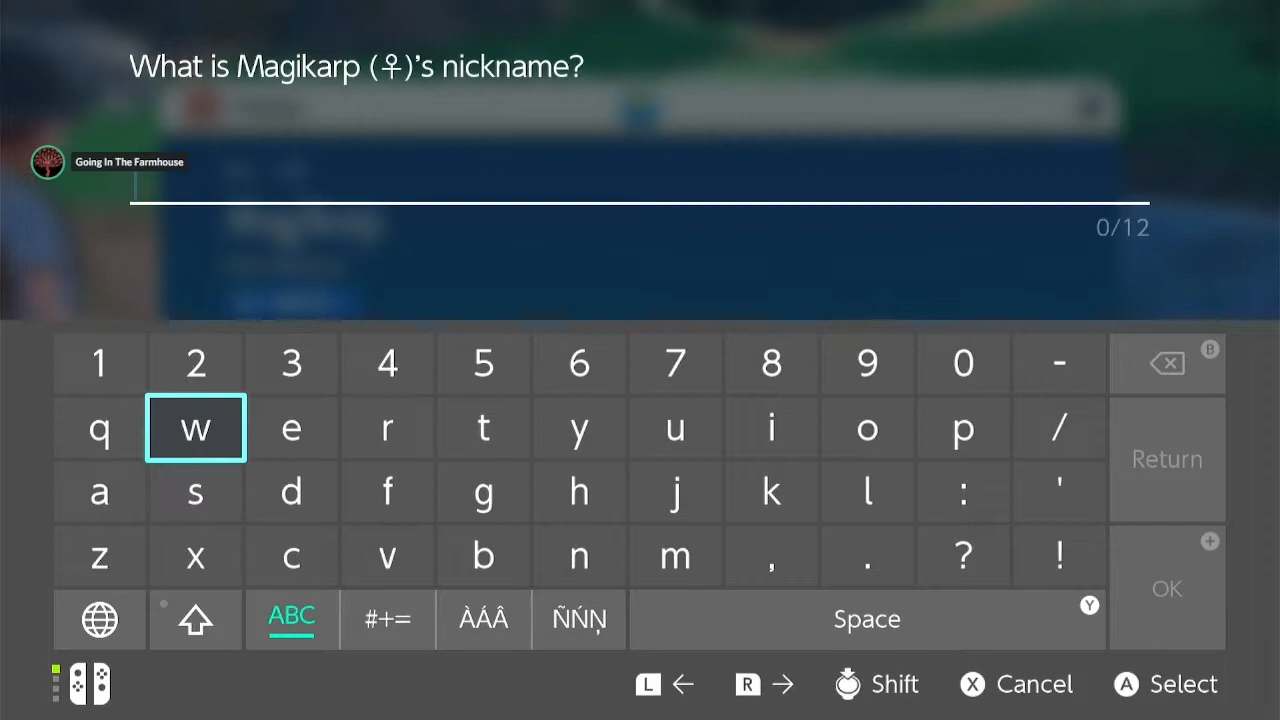 What is Magikarp (♀)'s nickname?
Going In The Farmhouse
0/12
1 2 3 4 5 6 7 8 9 0 -
B
q w e r t y u i o p /
Return
a s d f g h j k l : '
z x c v b n m , . ? !
OK
ABC #+= ÀÁÂ ÑŃŅ Space Y
L ← R → Shift X Cancel A Select